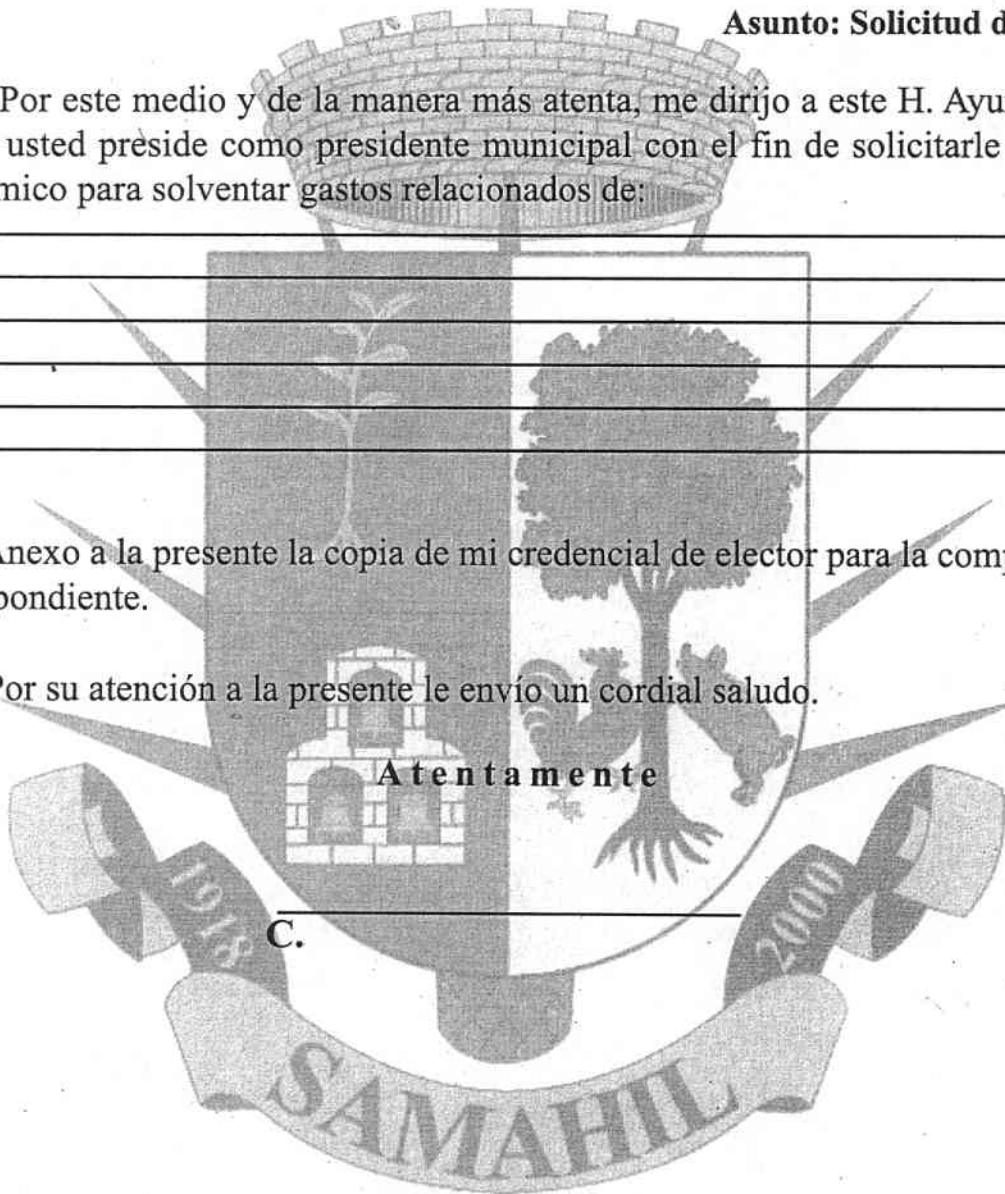 Asunto: Solicitud d
Por este medio y de la manera más atenta, me dirijo a este H. Ayu
usted preside como presidente municipal con el fin de solicitarle
mico para solventar gastos relacionados de:
Anexo a la presente la copia de mi credencial de elector para la comp
pondiente.
Por su atención a la presente le envío un cordial saludo.
Atentamente
C.
1918
2000
SAMAHIL